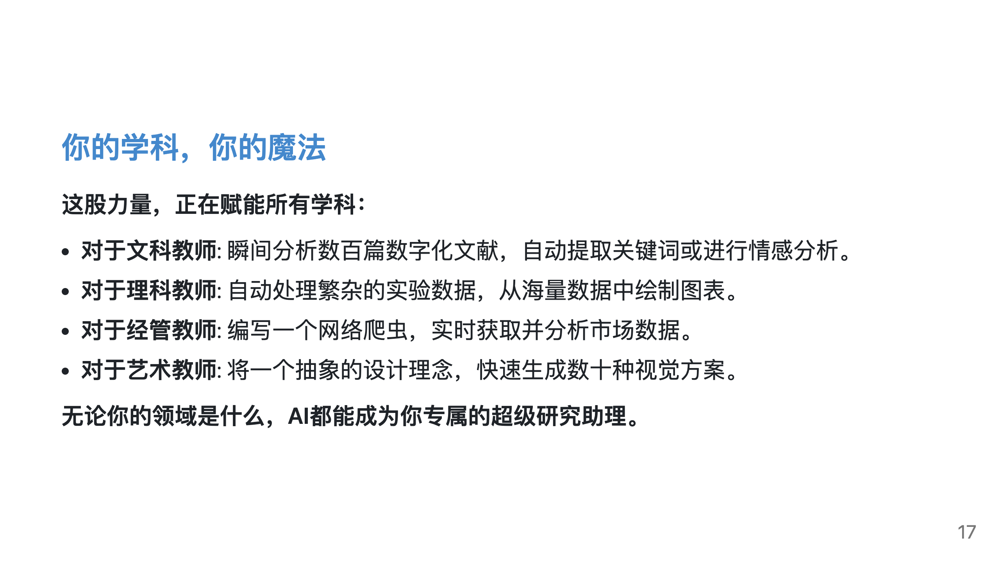 你的学科，你的魔法
这股力量，正在赋能所有学科：
• 对于文科教师: 瞬间分析数百篇数字化文献，自动提取关键词或进行情感分析。
• 对于理科教师: 自动处理繁杂的实验数据，从海量数据中绘制图表。
• 对于经管教师: 编写一个网络爬虫，实时获取并分析市场数据。
• 对于艺术教师: 将一个抽象的设计理念，快速生成数十种视觉方案。
无论你的领域是什么，AI都能成为你专属的超级研究助理。
17